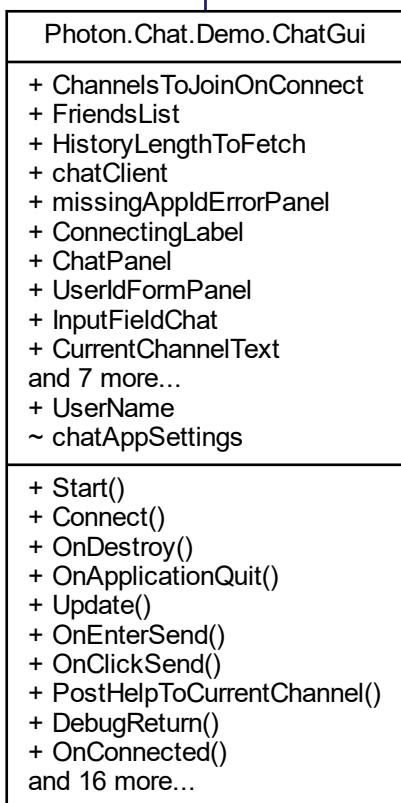 Photon.Chat.Demo.ChatGui
+ ChannelsToJoinOnConnect
+ FriendsList
+ HistoryLengthToFetch
+ chatClient
+ missingAppIdErrorPanel
+ ConnectingLabel
+ ChatPanel
+ UserIdFormPanel
+ InputFieldChat
+ CurrentChannelText
and 7 more...
+ UserName
~ chatAppSettings
+ Start()
+ Connect()
+ OnDestroy()
+ OnApplicationQuit()
+ Update()
+ OnEnterSend()
+ OnClickSend()
+ PostHelpToCurrentChannel()
+ DebugReturn()
+ OnConnected()
and 16 more...